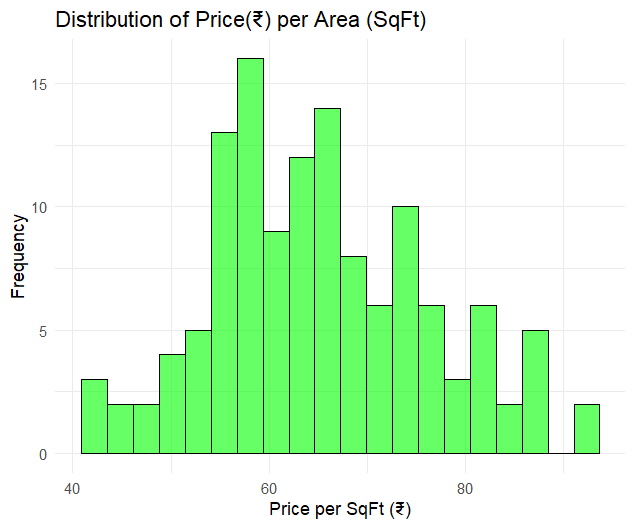 Distribution of Price(₹) per Area (SqFt)
15
10
5
0
Frequency
40 60 80
Price per SqFt (₹)